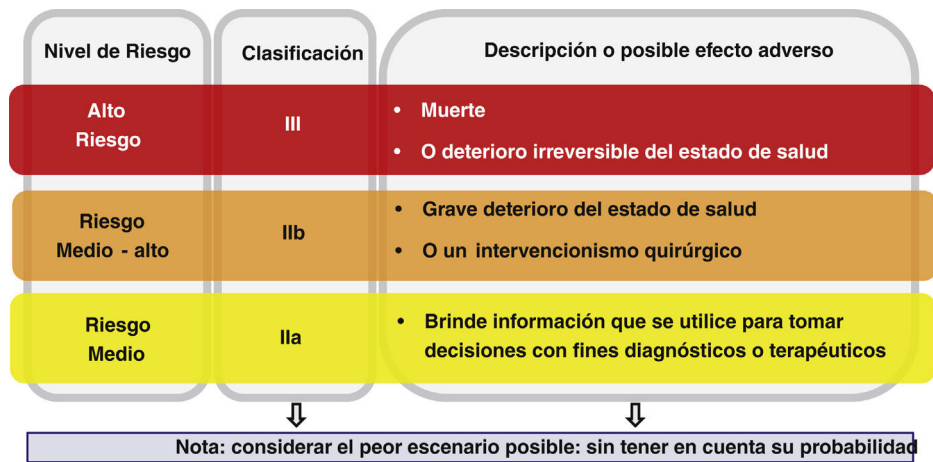 Nivel de Riesgo
Clasificación
Descripción o posible efecto adverso
Alto
Riesgo
III
• Muerte
• O deterioro irreversible del estado de salud
Riesgo
Medio - alto
IIb
• Grave deterioro del estado de salud
• O un intervencionismo quirúrgico
Riesgo
Medio
IIa
• Brinde información que se utilice para tomar
decisiones con fines diagnósticos o terapéuticos
Nota: considerar el peor escenario posible: sin tener en cuenta su probabilidad